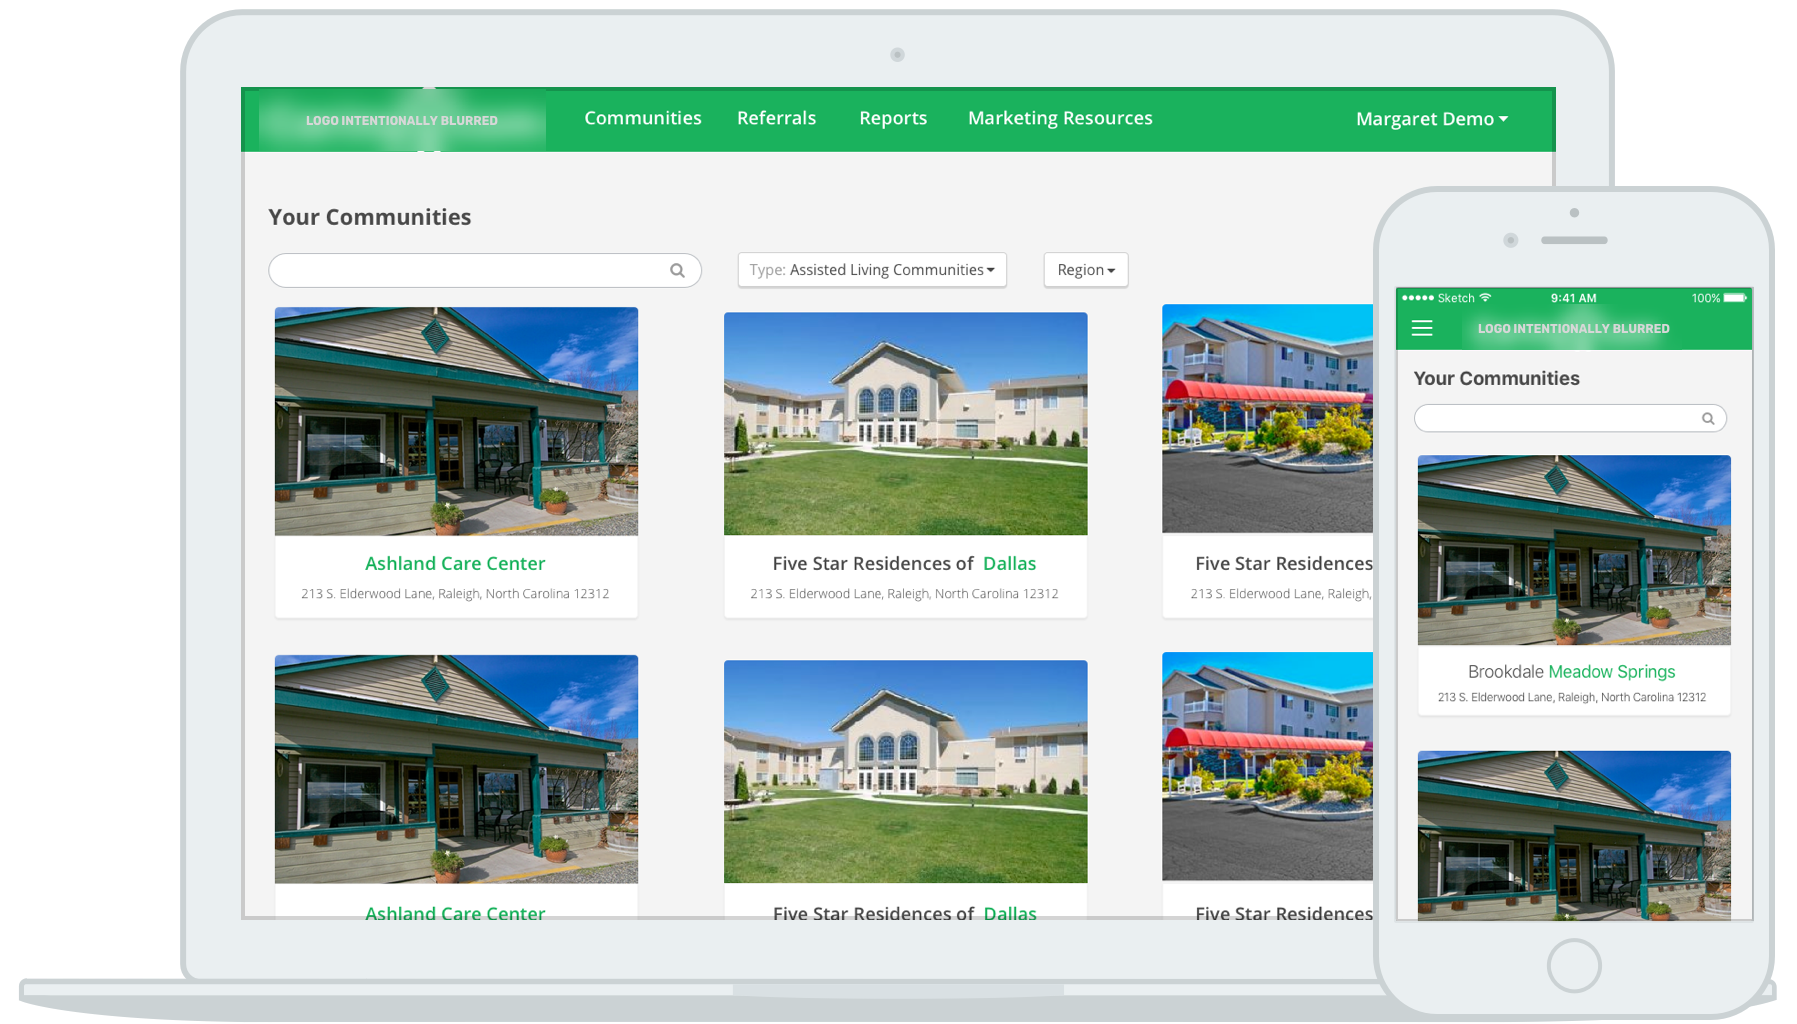 LOGO INTENTIONALLY BLURRED
Communities
Referrals
Reports
Marketing Resources
Margaret Demo
Your Communities
Type: Assisted Living Communities
Region
Ashland Care Center
213 S. Elderwood Lane, Raleigh, North Carolina 12312
Five Star Residences of Dallas
213 S. Elderwood Lane, Raleigh, North Carolina 12312
Five Star Residences
213 S. Elderwood Lane, Raleigh,
Ashland Care Center
Five Star Residences of Dallas
Five Star Residences
Sketch
9:41 AM
100%
LOGO INTENTIONALLY BLURRED
Your Communities
Brookdale Meadow Springs
213 S. Elderwood Lane, Raleigh, North Carolina 12312